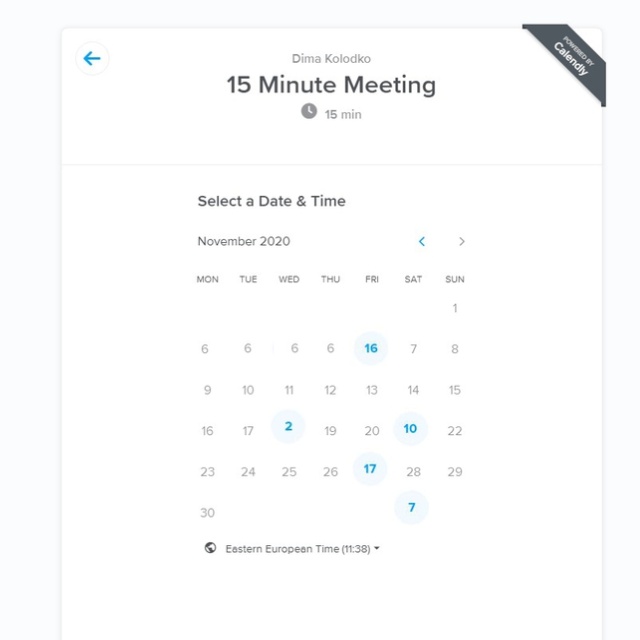 POWERED BY
Calendly
Dima Kolodko
15 Minute Meeting
15 min
Select a Date & Time
November 2020
MON TUE WED THU FRI SAT SUN
1
6 6 6 6 16 7 8
9 10 11 12 13 14 15
16 17 2 19 20 10 22
23 24 25 26 17 28 29
30 7
Eastern European Time (11:38)